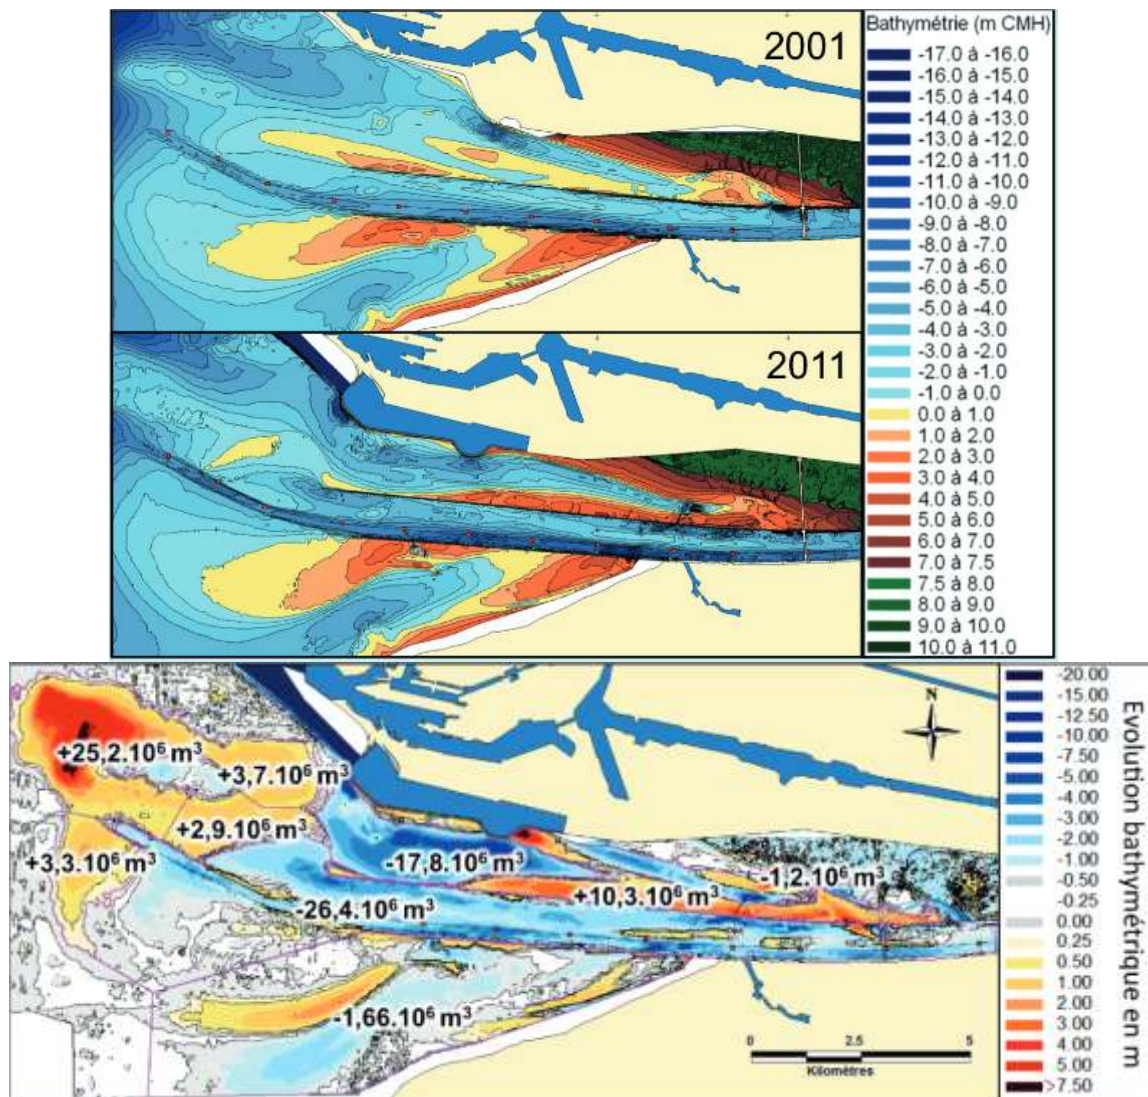 2001
Bathymétrie (m CMH)
-17.0 à -16.0
-16.0 à -15.0
-15.0 à -14.0
-14.0 à -13.0
-13.0 à -12.0
-12.0 à -11.0
-11.0 à -10.0
-10.0 à -9.0
-9.0 à -8.0
-8.0 à -7.0
-7.0 à -6.0
-6.0 à -5.0
-5.0 à -4.0
-4.0 à -3.0
-3.0 à -2.0
-2.0 à -1.0
-1.0 à 0.0
0.0 à 1.0
1.0 à 2.0
2.0 à 3.0
3.0 à 4.0
4.0 à 5.0
5.0 à 6.0
6.0 à 7.0
7.0 à 7.5
7.5 à 8.0
8.0 à 9.0
9.0 à 10.0
10.0 à 11.0
2011
N
+25,2.10⁶ m³
+3,7.10⁶ m³
+2,9.10⁶ m³
+3,3.10⁶ m³
-17,8.10⁶ m³
-1,2.10⁶ m³
+10,3.10⁶ m³
-26,4.10⁶ m³
-1,66.10⁶ m³
0 2.5 5
Kilomètres
-20.00
-15.00
-12.50
-10.00
-7.50
-5.00
-4.00
-3.00
-2.00
-1.00
-0.50
-0.25
0.00
0.25
0.50
1.00
2.00
3.00
4.00
5.00
>7.50
Evolution bathymétrique en m